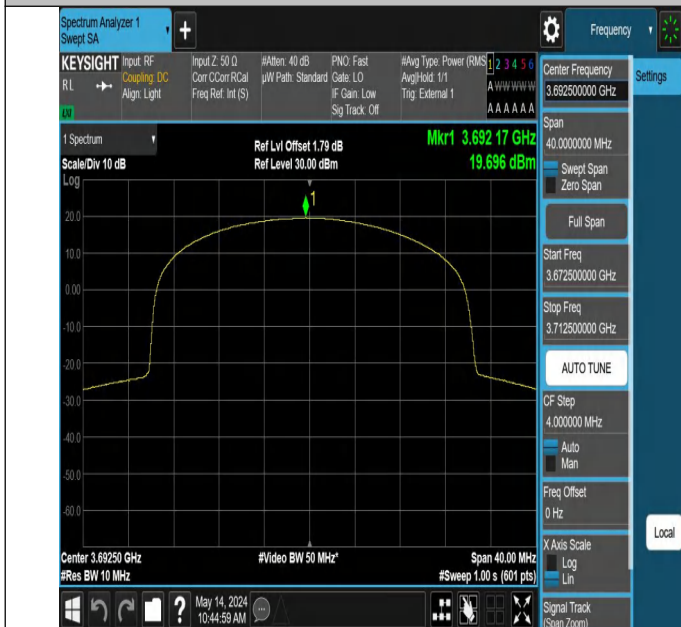 Spectrum Analyzer 1
Swept SA
Frequency
KEYSIGHT
RL
Input: RF
Coupling: DC
Align: Light
Input Z: 50 Ω
Corr CCorr RCal
Freq Ref: Int (S)
#Atten: 40 dB
µW Path: Standard
PNO: Fast
Gate: LO
IF Gain: Low
Sig Track: Off
#Avg Type: Power (RMS
Avg|Hold: 1/1
Trig: External 1
1 2 3 4 5 6
A W W W W W
A A A A A A
1 Spectrum
Scale/Div 10 dB
Log
Ref Lvl Offset 1.79 dB
Ref Level 30.00 dBm
Mkr1 3.692 17 GHz
19.696 dBm
1
20.0
10.0
0.00
-10.0
-20.0
-30.0
-40.0
-50.0
-60.0
Center 3.69250 GHz
#Res BW 10 MHz
#Video BW 50 MHz*
Span 40.00 MHz
#Sweep 1.00 s (601 pts)
Center Frequency
3.692500000 GHz
Settings
Span
40.0000000 MHz
Swept Span
Zero Span
Full Span
Start Freq
3.672500000 GHz
Stop Freq
3.712500000 GHz
AUTO TUNE
CF Step
4.000000 MHz
Auto
Man
Freq Offset
0 Hz
X Axis Scale
Log
Lin
Local
Signal Track
(Span Zoom)
?
May 14, 2024
10:44:59 AM